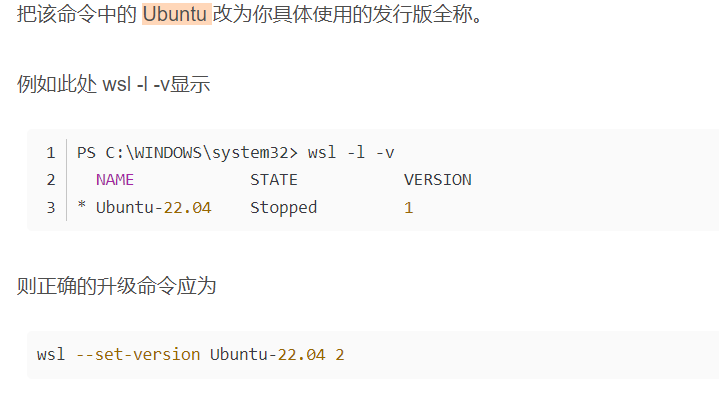 把该命令中的 Ubuntu 改为你具体使用的发行版全称。
例如此处 wsl -l -v显示
1 PS C:\WINDOWS\system32> wsl -l -v
2   NAME            STATE           VERSION
3 * Ubuntu-22.04    Stopped         1
则正确的升级命令应为
wsl --set-version Ubuntu-22.04 2